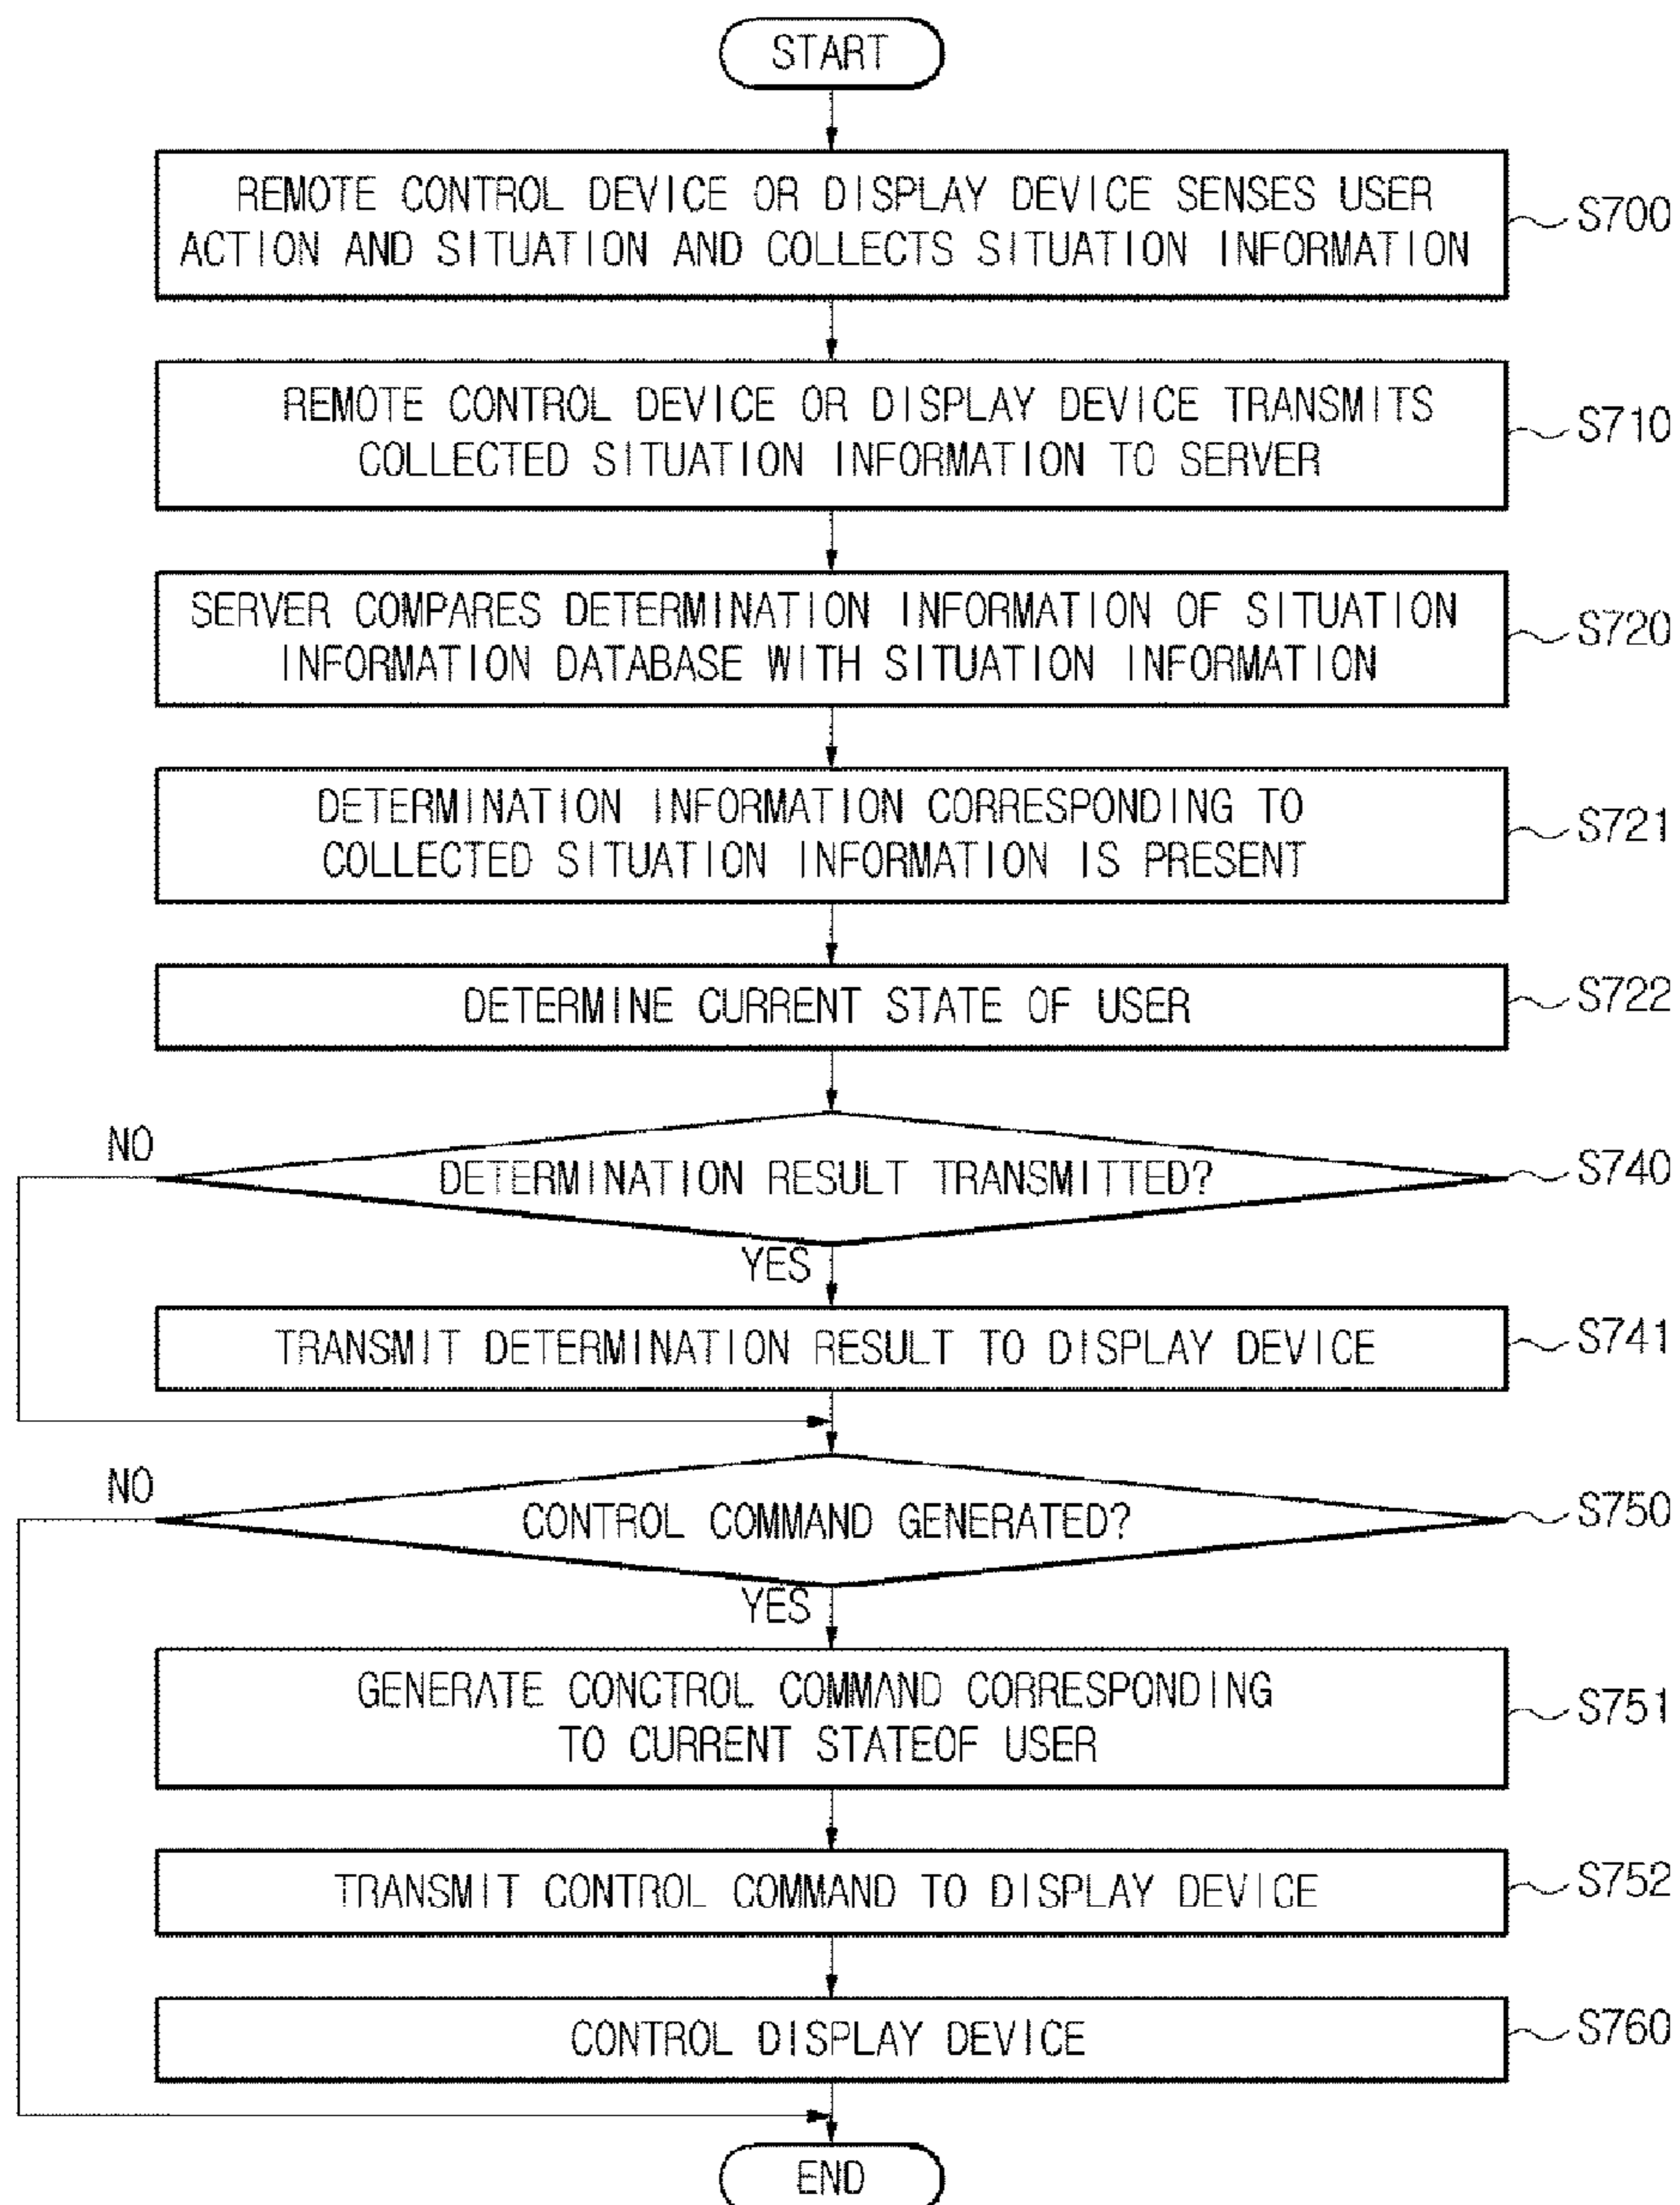 START
REMOTE CONTROL DEVICE OR DISPLAY DEVICE SENSES USER
ACTION AND SITUATION AND COLLECTS SITUATION INFORMATION
S700
REMOTE CONTROL DEVICE OR DISPLAY DEVICE TRANSMITS
COLLECTED SITUATION INFORMATION TO SERVER
S710
SERVER COMPARES DETERMINATION INFORMATION OF SITUATION
INFORMATION DATABASE WITH SITUATION INFORMATION
S720
DETERMINATION INFORMATION CORRESPONDING TO
COLLECTED SITUATION INFORMATION IS PRESENT
S721
DETERMINE CURRENT STATE OF USER
S722
NO
DETERMINATION RESULT TRANSMITTED?
S740
YES
TRANSMIT DETERMINATION RESULT TO DISPLAY DEVICE
S741
NO
CONTROL COMMAND GENERATED?
S750
YES
GENERATE CONCTROL COMMAND CORRESPONDING
TO CURRENT STATEOF USER
S751
TRANSMIT CONTROL COMMAND TO DISPLAY DEVICE
S752
CONTROL DISPLAY DEVICE
S760
END